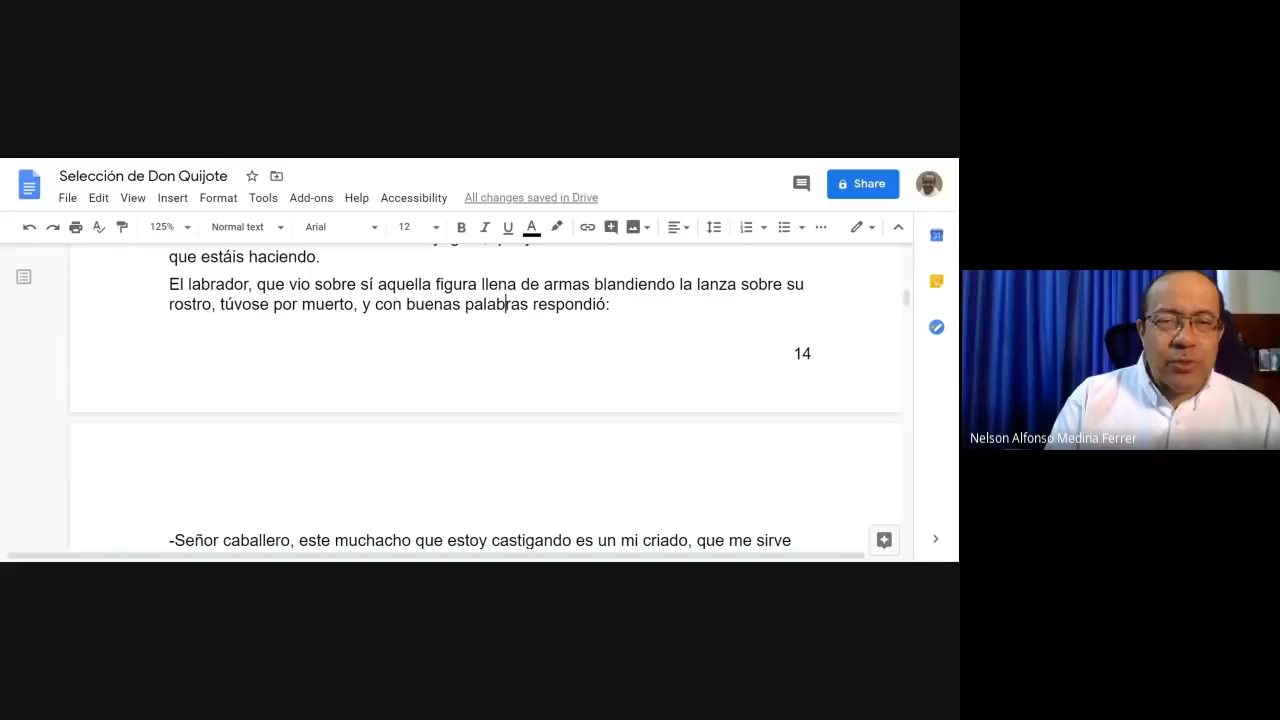 Selección de Don Quijote
Share
File Edit View Insert Format Tools Add-ons Help Accessibility All changes saved in Drive
125% Normal text Arial 12 B I U A
31
que estáis haciendo.
El labrador, que vio sobre sí aquella figura llena de armas blandiendo la lanza sobre su
rostro, túvose por muerto, y con buenas palabras respondió:
14
-Señor caballero, este muchacho que estoy castigando es un mi criado, que me sirve
Nelson Alfonso Medina Ferrer